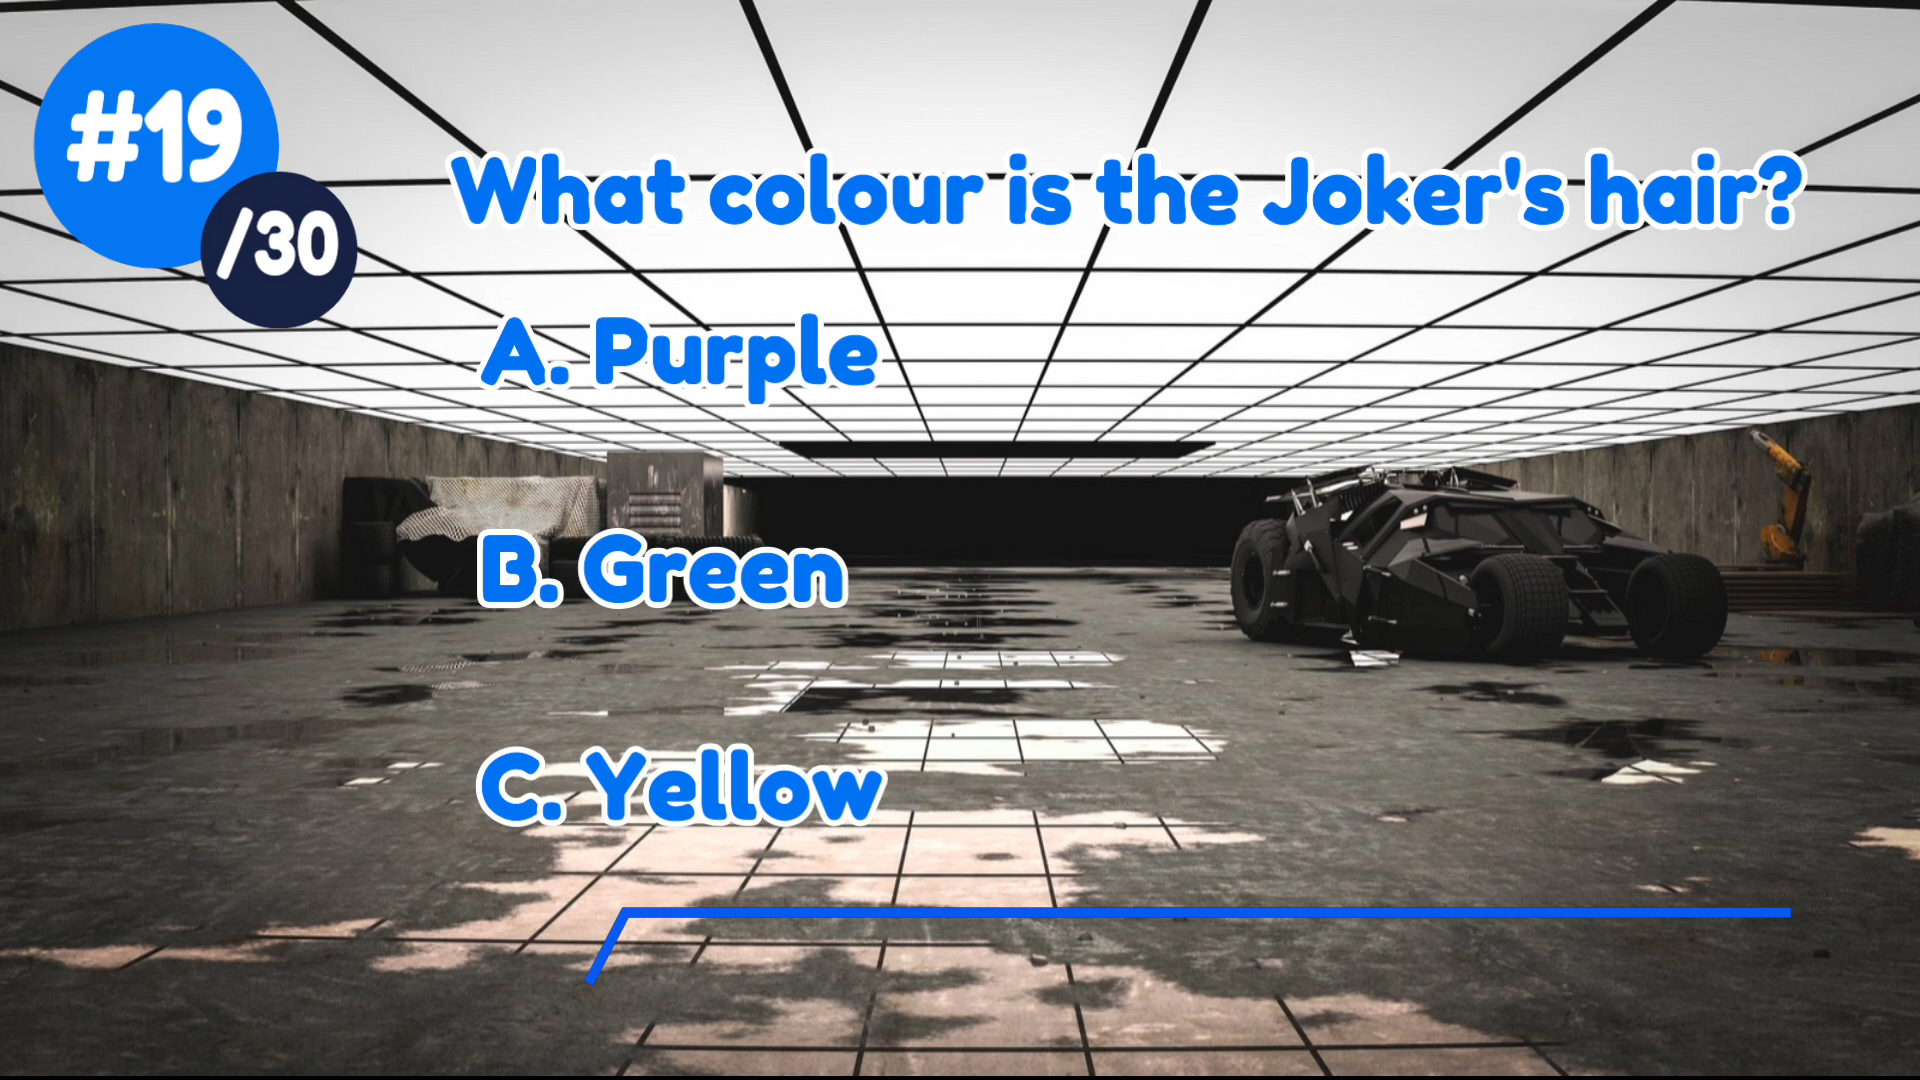 #19
/30
What colour is the Joker's hair?
A. Purple
B. Green
C. Yellow